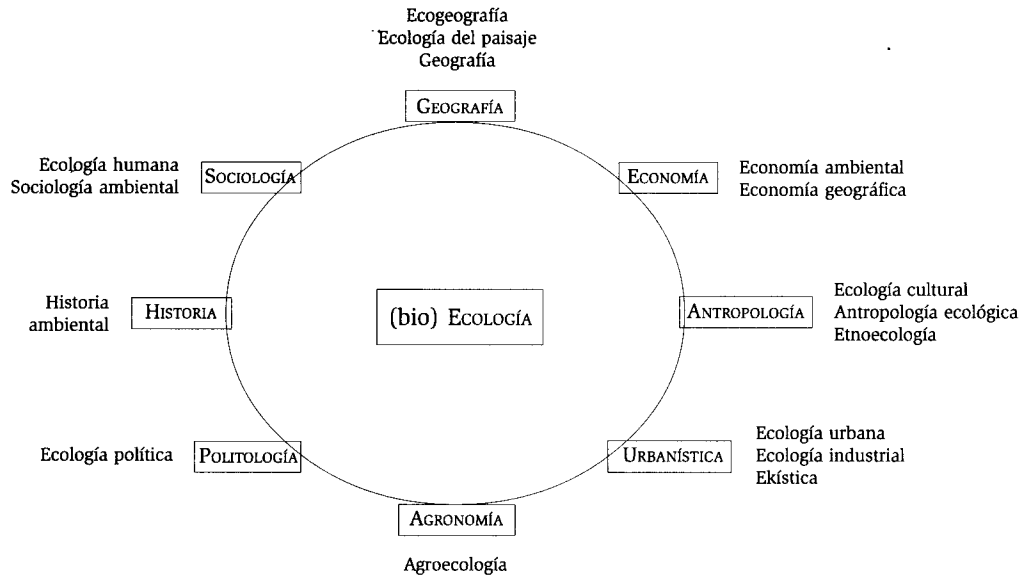 Ecogeografía
Ecología del paisaje
Geografía
GEOGRAFÍA
Ecología humana
Sociología ambiental
SOCIOLOGÍA
ECONOMÍA
Economía ambiental
Economía geográfica
Historia
ambiental
HISTORIA
(bio) ECOLOGÍA
ANTROPOLOGÍA
Ecología cultural
Antropología ecológica
Etnoecología
Ecología política
POLITOLOGÍA
URBANÍSTICA
Ecología urbana
Ecología industrial
Ekística
AGRONOMÍA
Agroecología